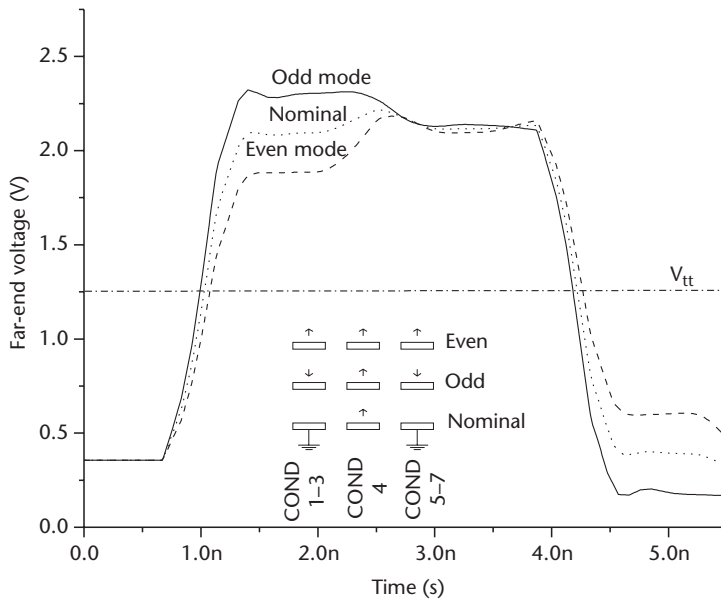 2.5
2.0
1.5
1.0
0.5
0.0
Far-end voltage (V)
Odd mode
Nominal
Even mode
V_tt
Even
Odd
Nominal
COND 1–3
COND 4
COND 5–7
0.0
1.0n
2.0n
3.0n
4.0n
5.0n
Time (s)